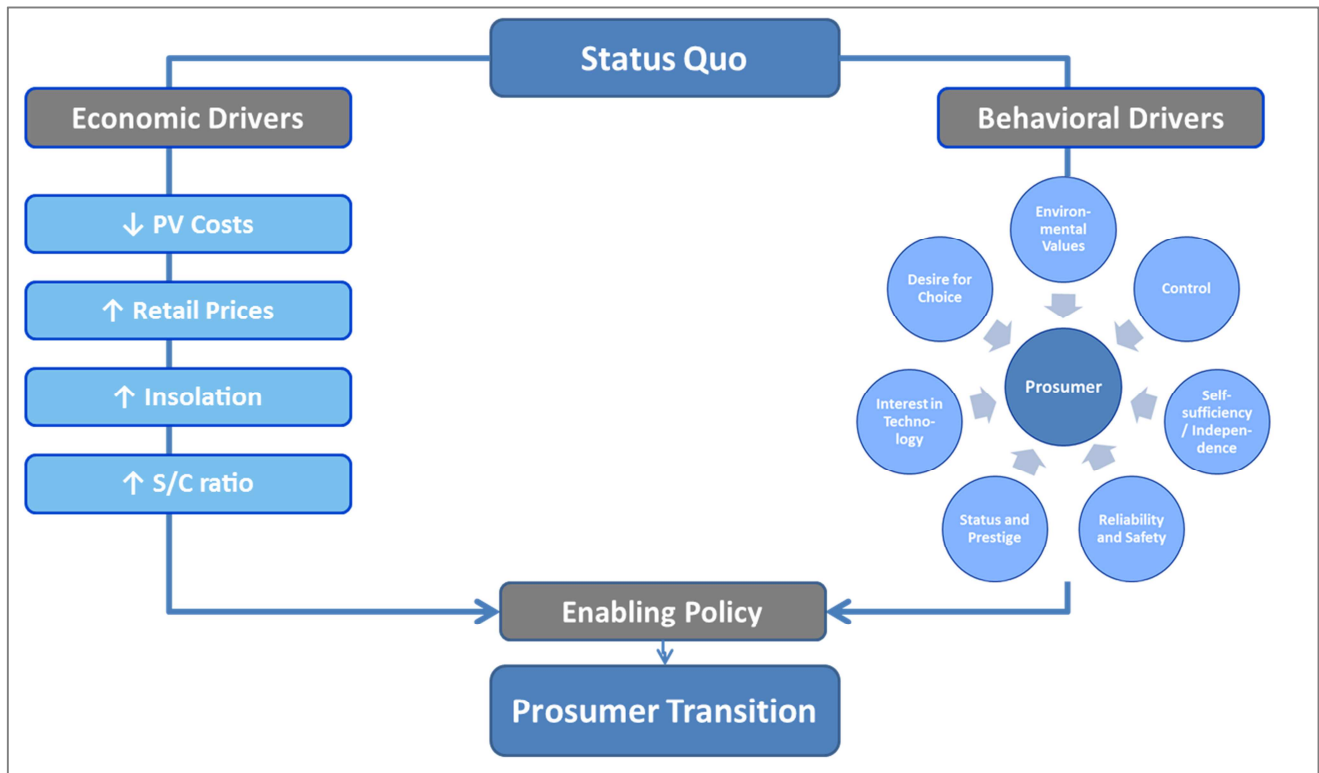 Status Quo
Economic Drivers
↓ PV Costs
↑ Retail Prices
↑ Insolation
↑ S/C ratio
Behavioral Drivers
Environ-
mental
Values
Control
Self-
sufficiency
/ Indepen-
dence
Reliability
and Safety
Status and
Prestige
Interest in
Techno-
logy
Desire for
Choice
Prosumer
Enabling Policy
Prosumer Transition